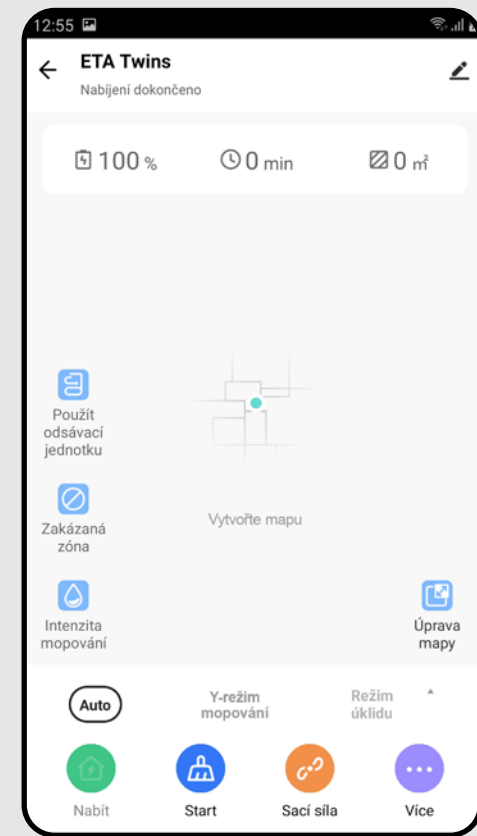 12:55
ETA Twins
Nabíjení dokončeno
100 %
0 min
0 ㎡
Použít
odsávací
jednotku
Zakázaná
zóna
Vytvořte mapu
Intenzita
mopování
Úprava
mapy
Auto
Y-režim
mopování
Režim
úklidu
Nabít
Start
Sací síla
Více